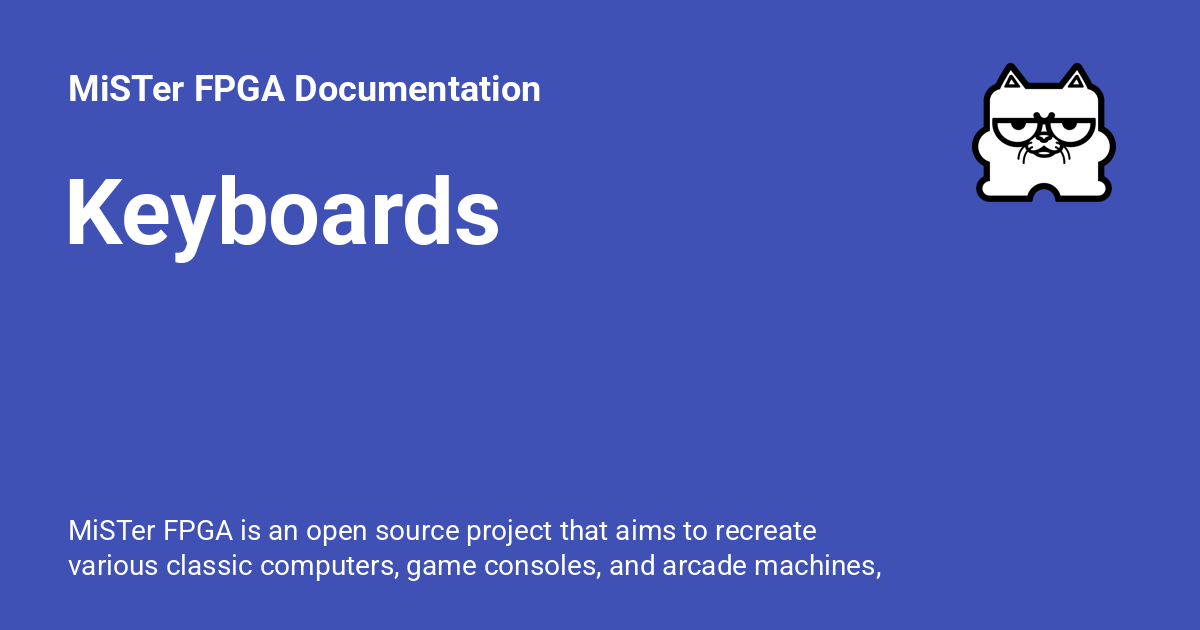 MiSTer FPGA Documentation
Keyboards
MiSTer FPGA is an open source project that aims to recreate
various classic computers, game consoles, and arcade machines,